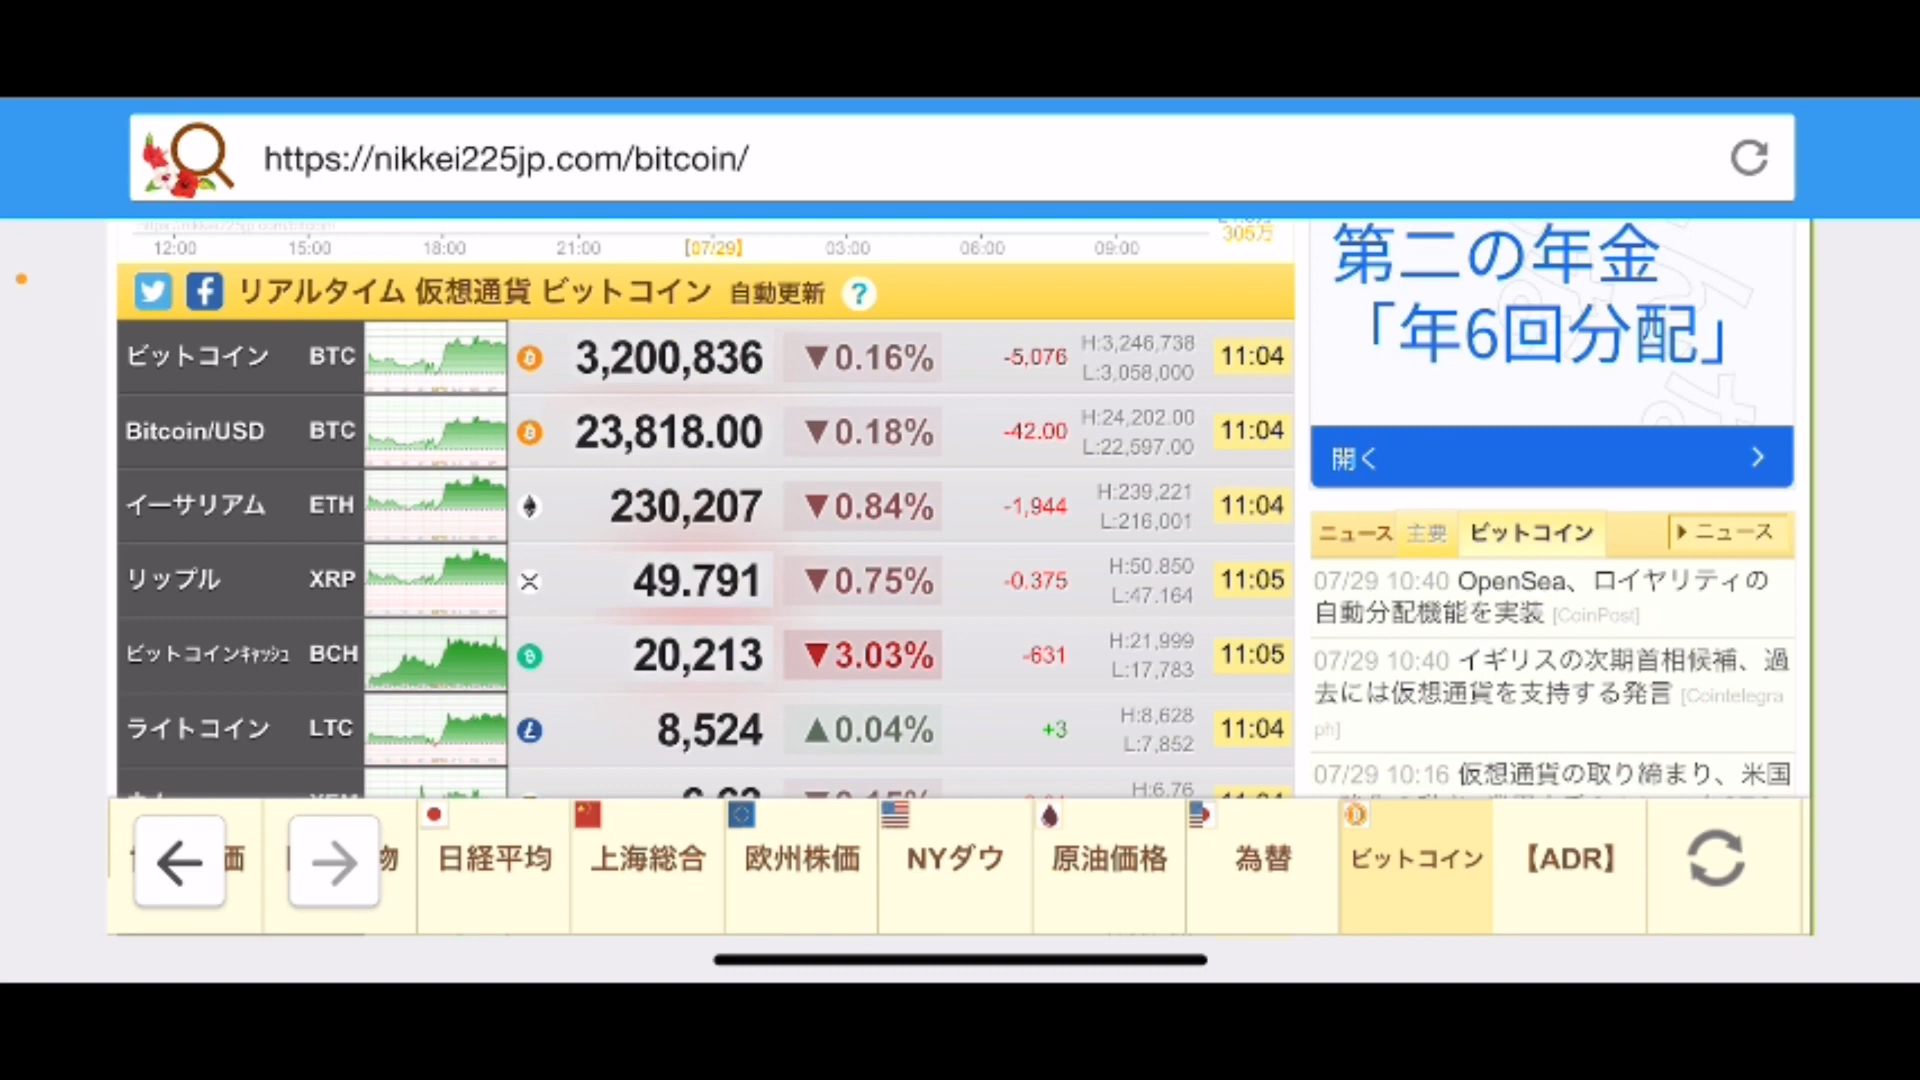 https://nikkei225jp.com/bitcoin/
305万
12:00 15:00 18:00 21:00 [07/29] 03:00 06:00 09:00
リアルタイム 仮想通貨 ビットコイン 自動更新 ?
ビットコイン BTC 3,200,836 ▼0.16% -5,076 H:3,246,738 11:04
L:3,058,000
Bitcoin/USD BTC 23,818.00 ▼0.18% -42.00 H:24,202.00 11:04
L:22,597.00
イーサリアム ETH 230,207 ▼0.84% -1,944 H:239,221 11:04
L:216,001
リップル XRP 49.791 ▼0.75% -0.375 H:50.850 11:05
L:47.164
ビットコインキャッシュ BCH 20,213 ▼3.03% -631 H:21,999 11:05
L:17,783
ライトコイン LTC 8,524 ▲0.04% +3 H:8,628 11:04
L:7,852
H:6.76
第二の年金
「年6回分配」
開く
ニュース 主要 ビットコイン ▶ニュース
07/29 10:40 OpenSea、ロイヤリティの
自動分配機能を実装 [CoinPost]
07/29 10:40 イギリスの次期首相候補、過
去には仮想通貨を支持する発言 [Cointelegra
ph]
07/29 10:16 仮想通貨の取り締まり、米国
価 物 日経平均 上海総合 欧州株価 NYダウ 原油価格 為替 ビットコイン 【ADR】